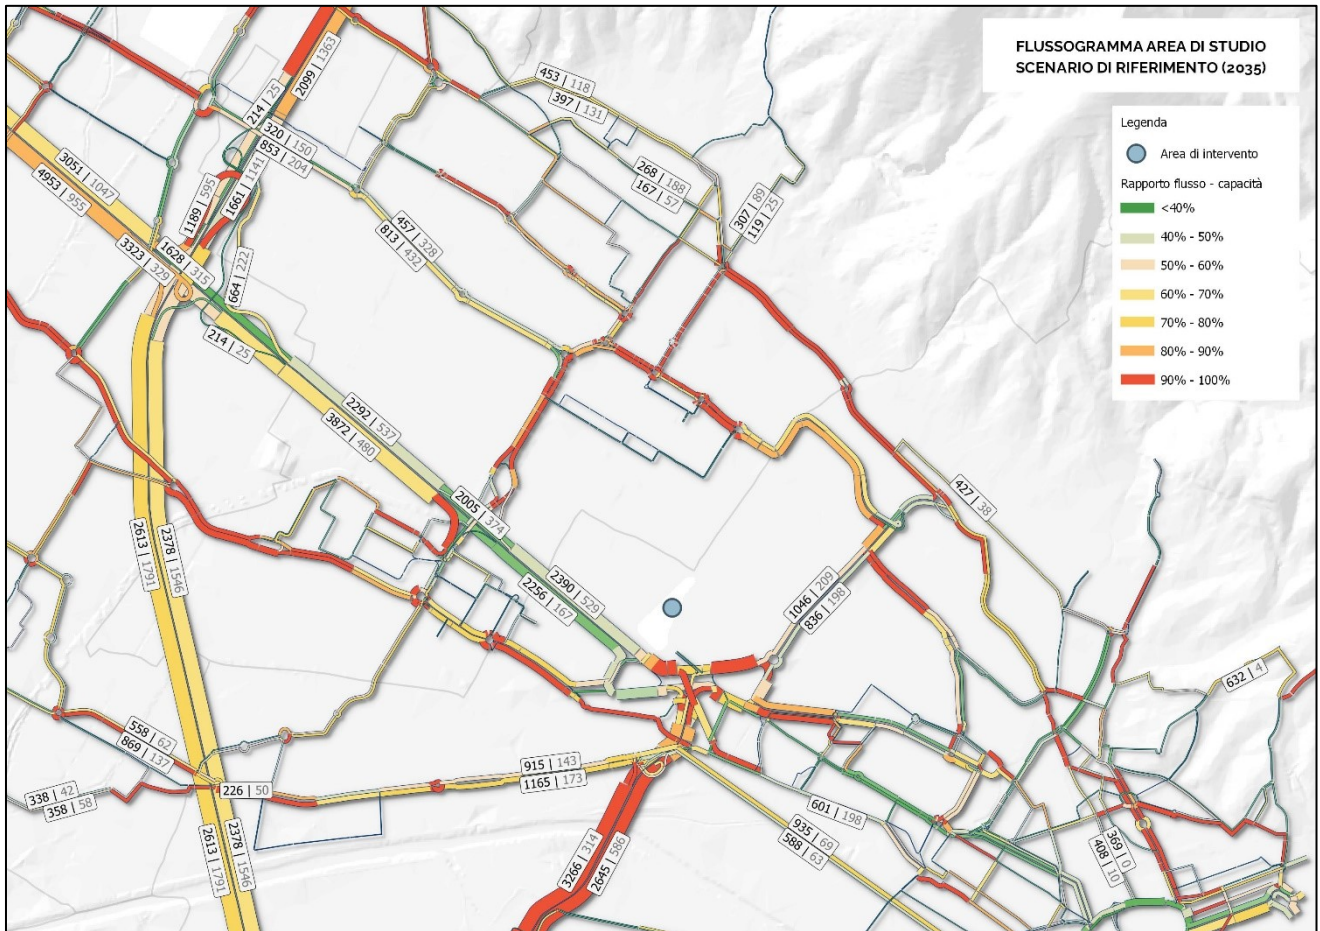 FLUSSOGRAMMA AREA DI STUDIO
SCENARIO DI RIFERIMENTO (2035)
Legenda
Area di intervento
Rapporto flusso - capacità
<40%
40% - 50%
50% - 60%
60% - 70%
70% - 80%
80% - 90%
90% - 100%
214 | 25
2099 | 1363
453 | 118
397 | 131
320 | 150
853 | 204
3051 | 1047
4953 | 955
1189 | 595
1661 | 1141
268 | 188
167 | 57
307 | 89
119 | 25
457 | 328
813 | 432
1628 | 315
3323 | 329
664 | 222
214 | 25
2292 | 537
3872 | 480
2005 | 374
427 | 38
2613 | 1791
2378 | 1546
2390 | 529
2256 | 167
1046 | 209
836 | 198
632 | 4
558 | 62
869 | 137
915 | 143
1165 | 173
226 | 50
338 | 42
358 | 58
601 | 198
935 | 69
588 | 63
369 | 0
408 | 10
2613 | 1791
2378 | 1546
3266 | 314
2645 | 586